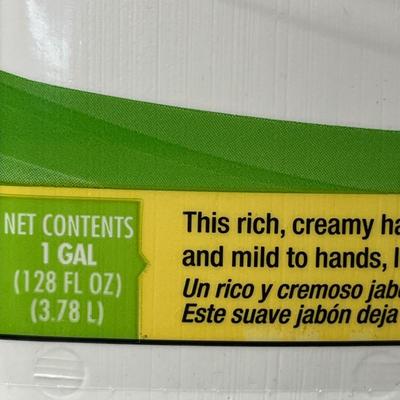 NET CONTENTS
1 GAL
(128 FL OZ)
(3.78 L)
This rich, creamy
and mild to hands,
Un rico y cremoso
Este suave jabón deja